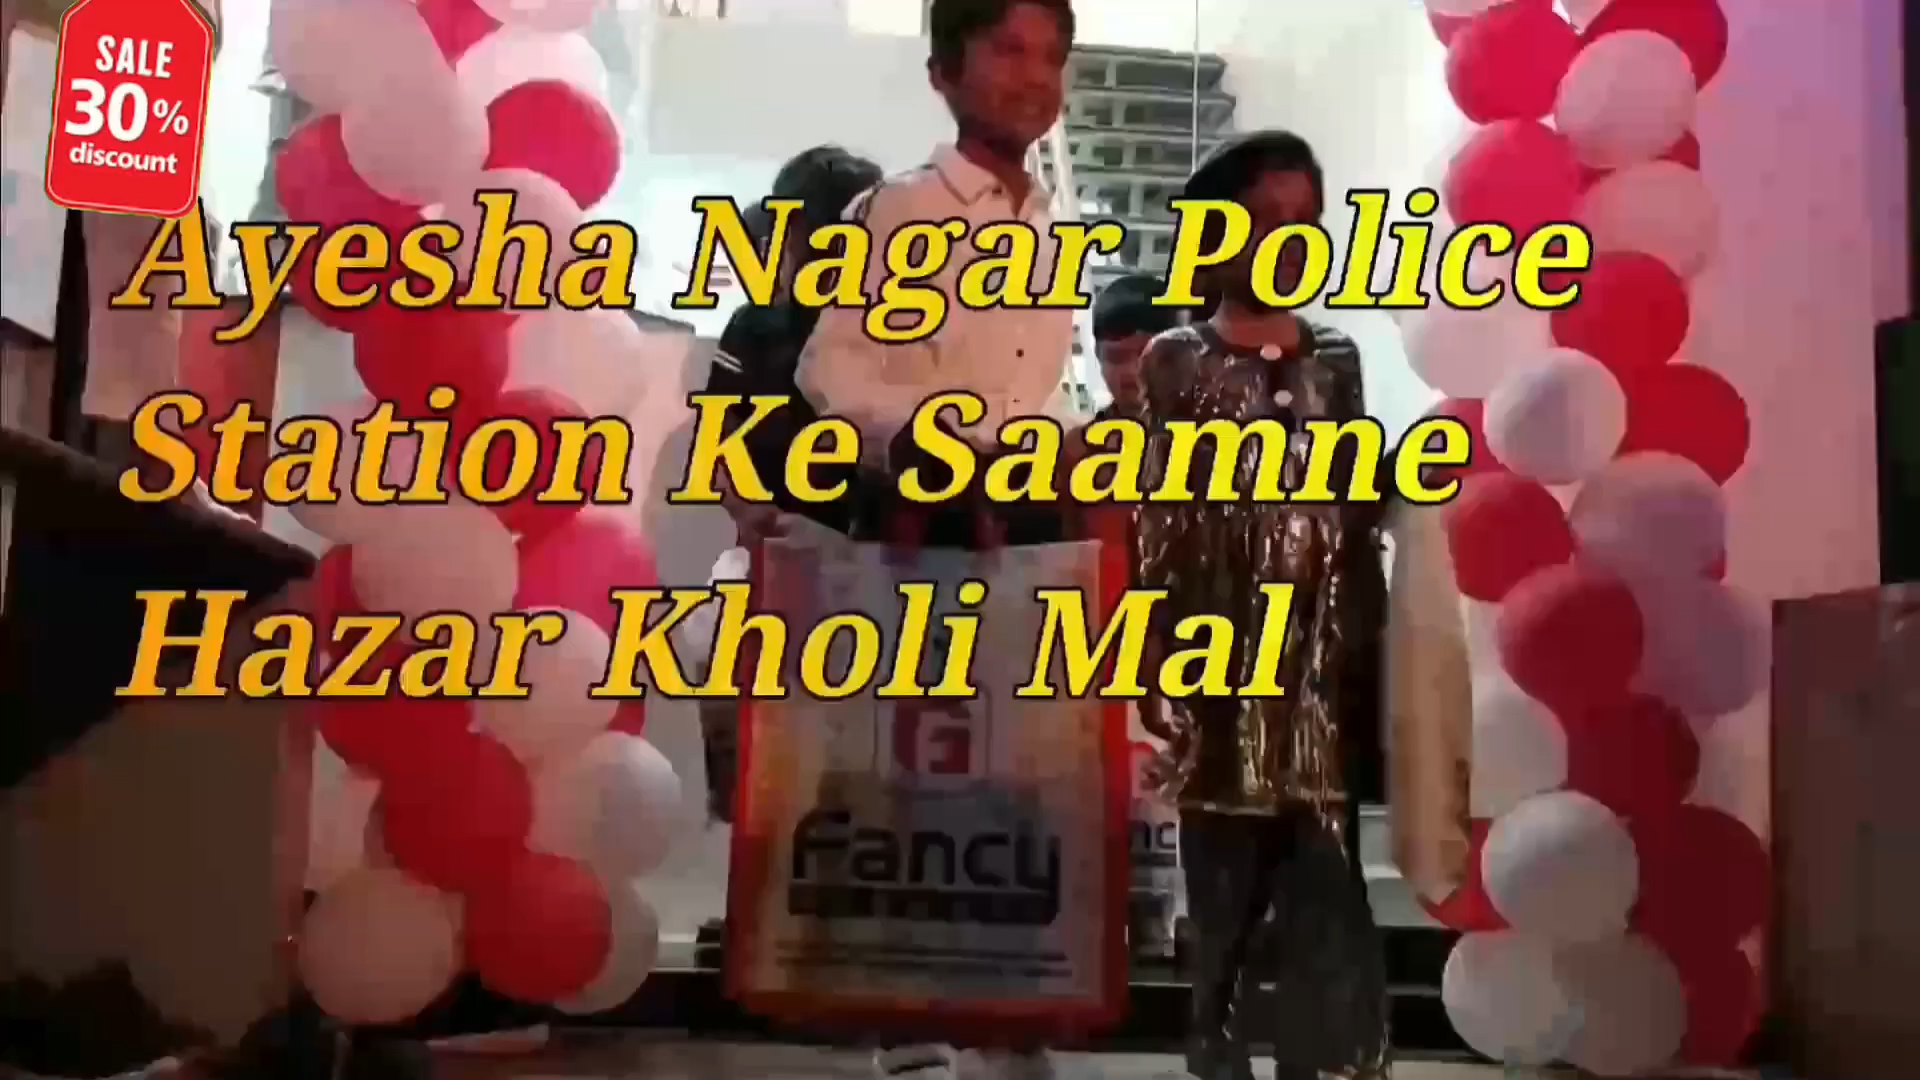 SALE
30%
discount
Ayesha Nagar Police
Station Ke Saamne
Hazar Kholi Mal
Fancy